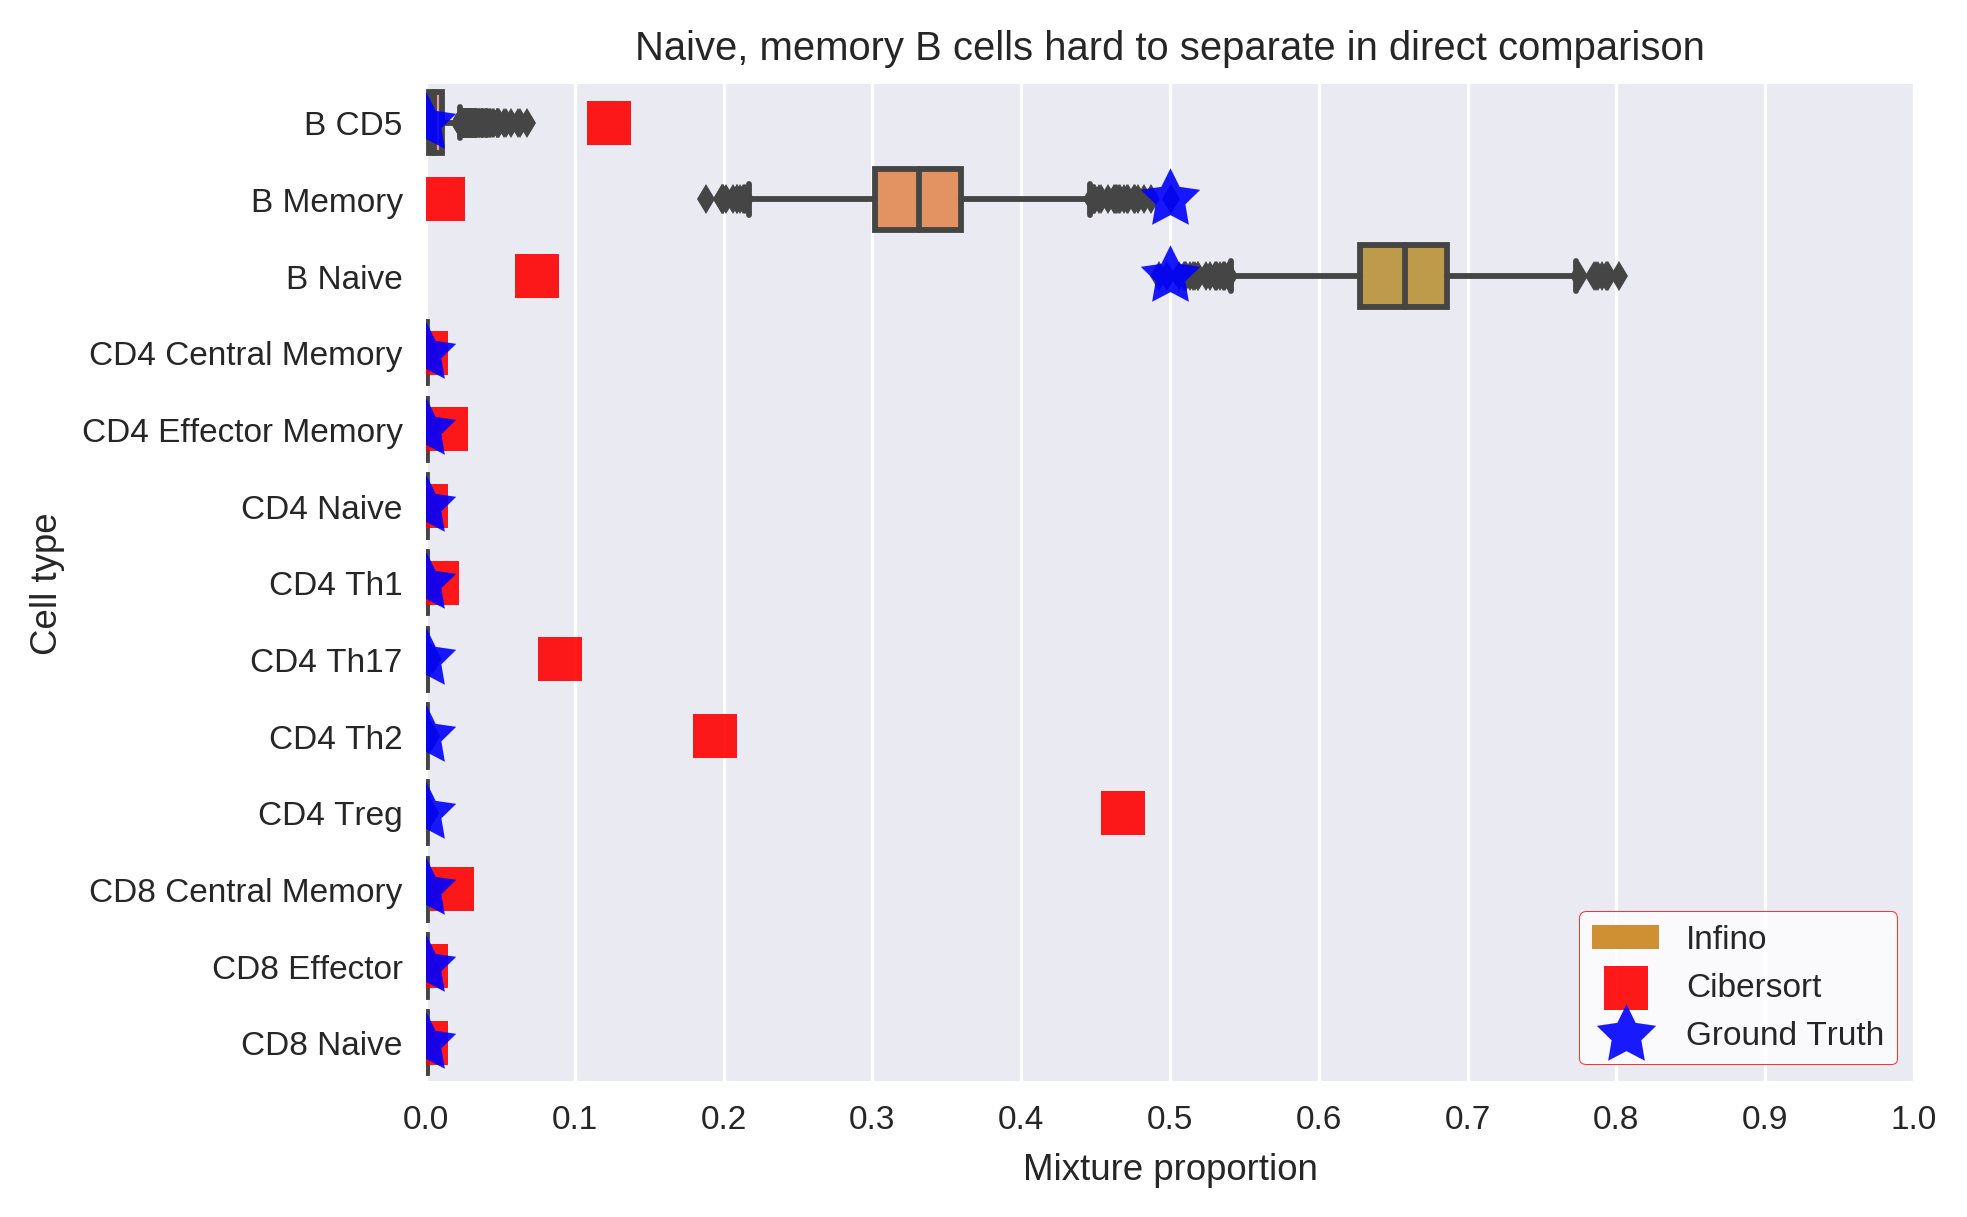 Naive, memory B cells hard to separate in direct comparison
B CD5
B Memory
B Naive
CD4 Central Memory
CD4 Effector Memory
CD4 Naive
CD4 Th1
CD4 Th17
CD4 Th2
CD4 Treg
CD8 Central Memory
CD8 Effector
CD8 Naive
Cell type
Infino
Cibersort
Ground Truth
0.0 0.1 0.2 0.3 0.4 0.5 0.6 0.7 0.8 0.9 1.0
Mixture proportion